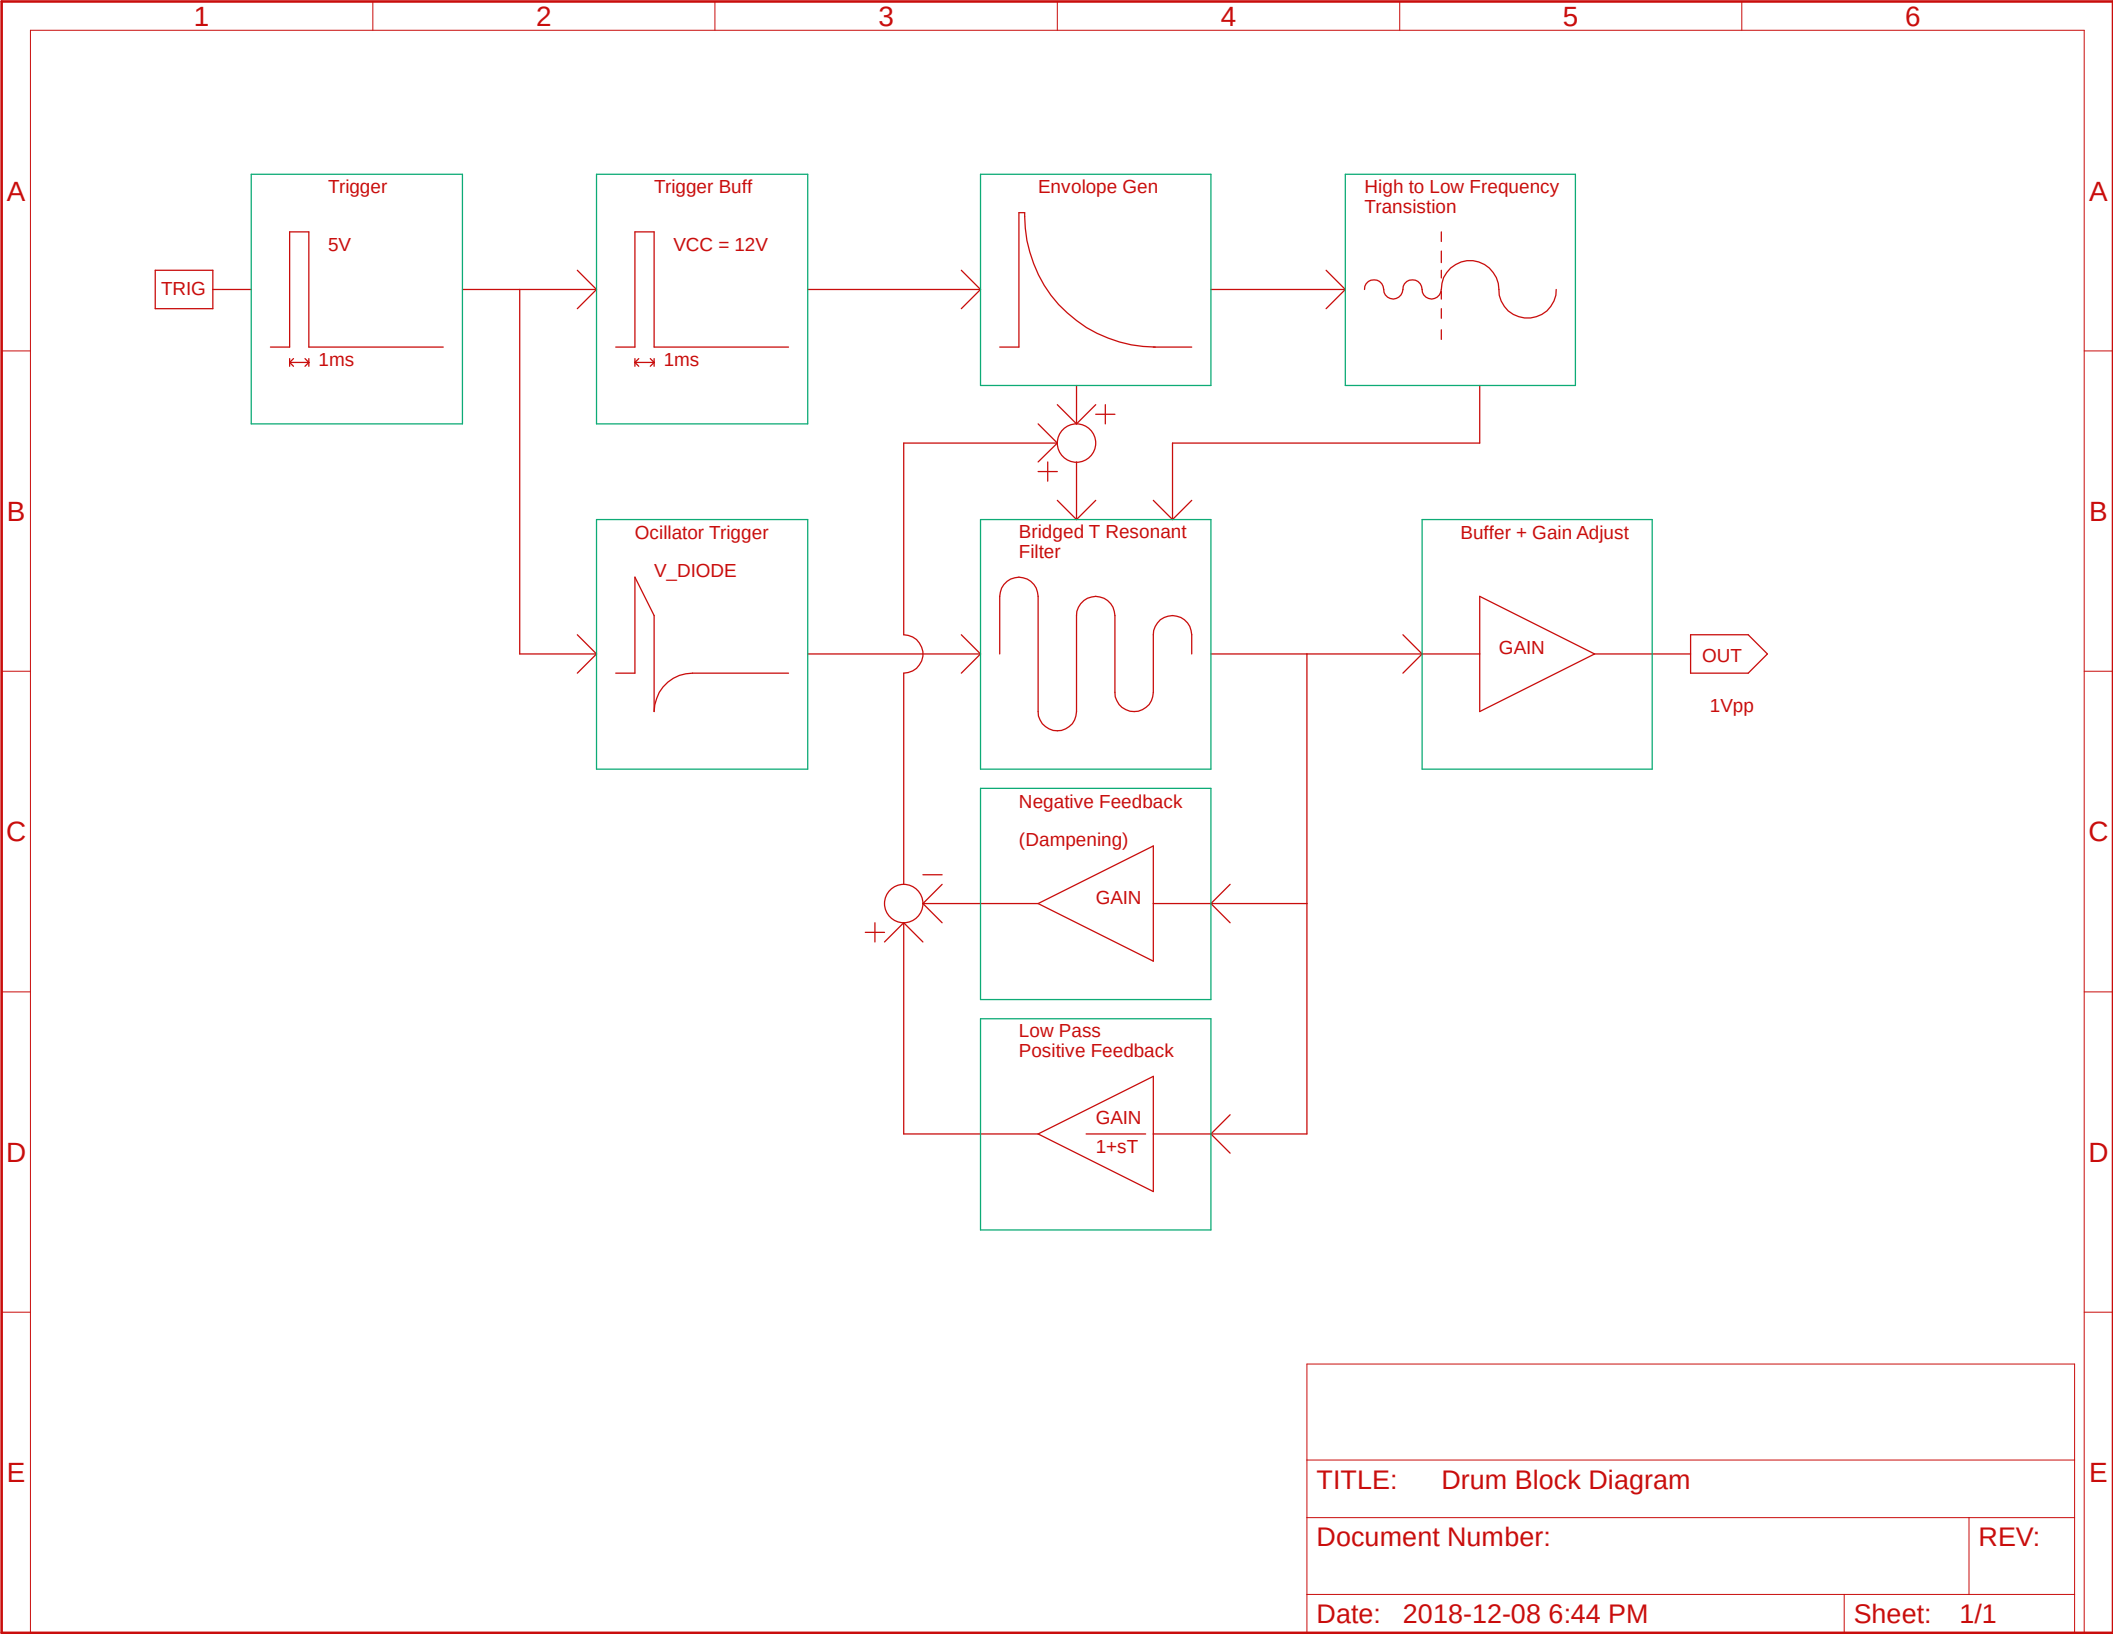 1 2 3 4 5 6
A A
Trigger
5V
TRIG
1ms
Trigger Buff
VCC = 12V
1ms
Envolope Gen
High to Low Frequency
Transistion
+
+
B B
Ocillator Trigger
V_DIODE
Bridged T Resonant
Filter
Buffer + Gain Adjust
GAIN
OUT
1Vpp
C C
Negative Feedback
(Dampening)
GAIN
−
+
D D
Low Pass
Positive Feedback
GAIN
1+sT
E E
TITLE: Drum Block Diagram
Document Number:
REV:
Date: 2018-12-08 6:44 PM
Sheet: 1/1